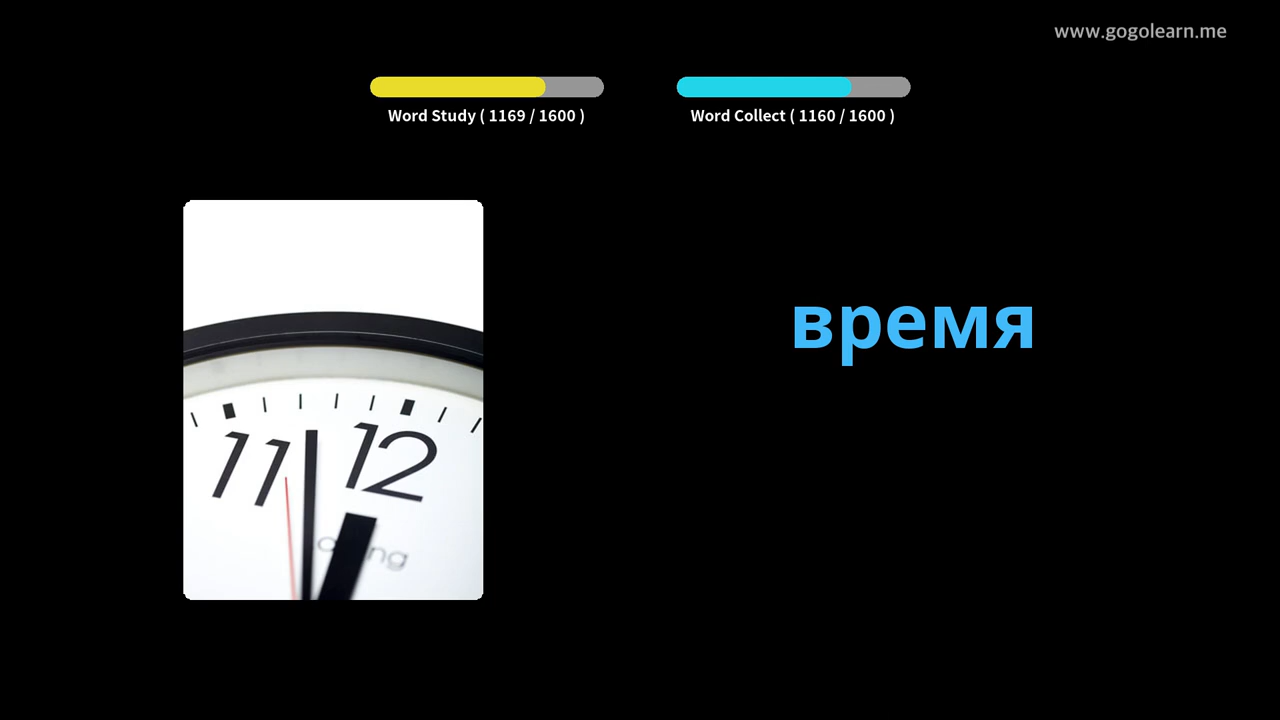 www.gogolearn.me
Word Study ( 1169 / 1600 )
Word Collect ( 1160 / 1600 )
время
11
12